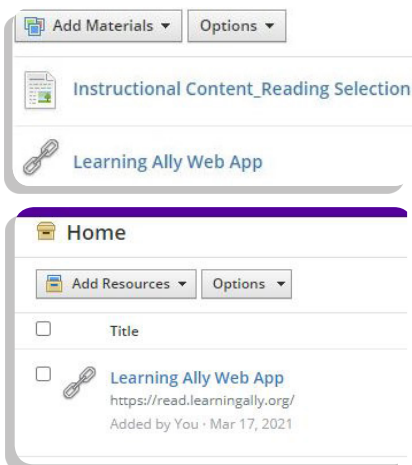 Add Materials Options
Instructional Content_Reading Selection
Learning Ally Web App
Home
Add Resources Options
Title
Learning Ally Web App
https://read.learningally.org/
Added by You · Mar 17, 2021